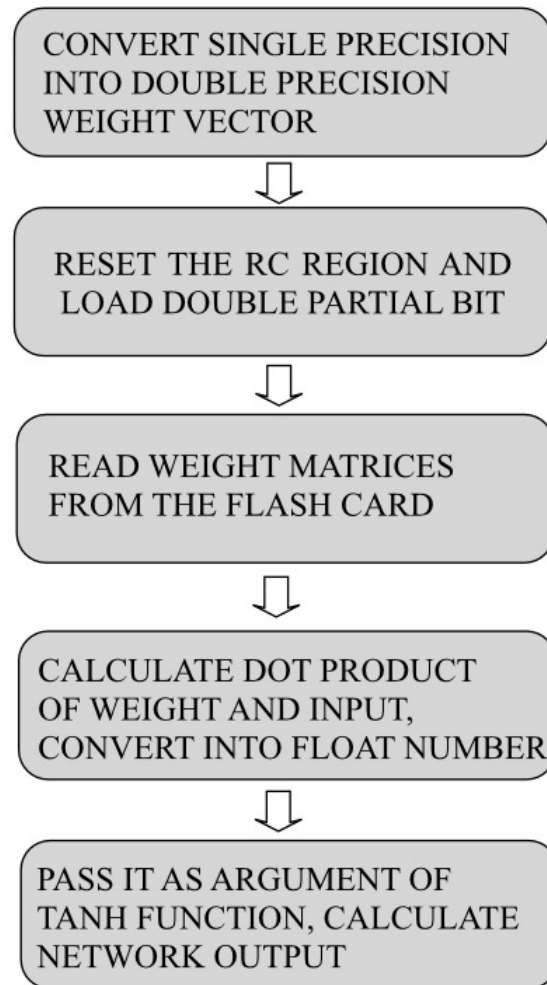 CONVERT SINGLE PRECISION
INTO DOUBLE PRECISION
WEIGHT VECTOR
RESET THE RC REGION AND
LOAD DOUBLE PARTIAL BIT
READ WEIGHT MATRICES
FROM THE FLASH CARD
CALCULATE DOT PRODUCT
OF WEIGHT AND INPUT,
CONVERT INTO FLOAT NUMBER
PASS IT AS ARGUMENT OF
TANH FUNCTION, CALCULATE
NETWORK OUTPUT